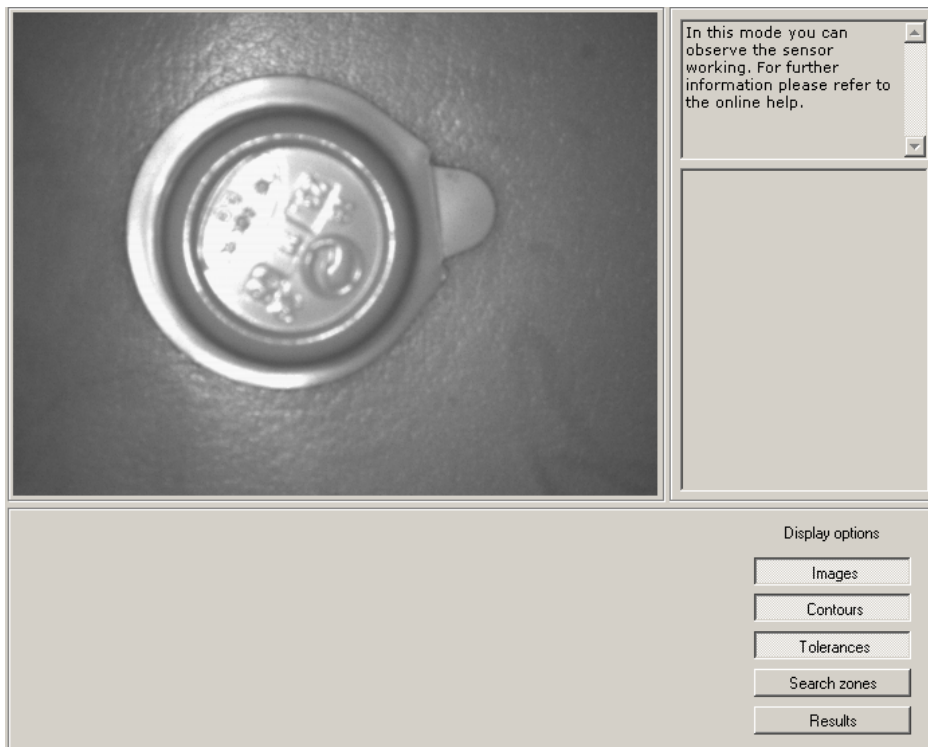 In this mode you can
observe the sensor
working. For further
information please refer to
the online help.
Display options
Images
Contours
Tolerances
Search zones
Results